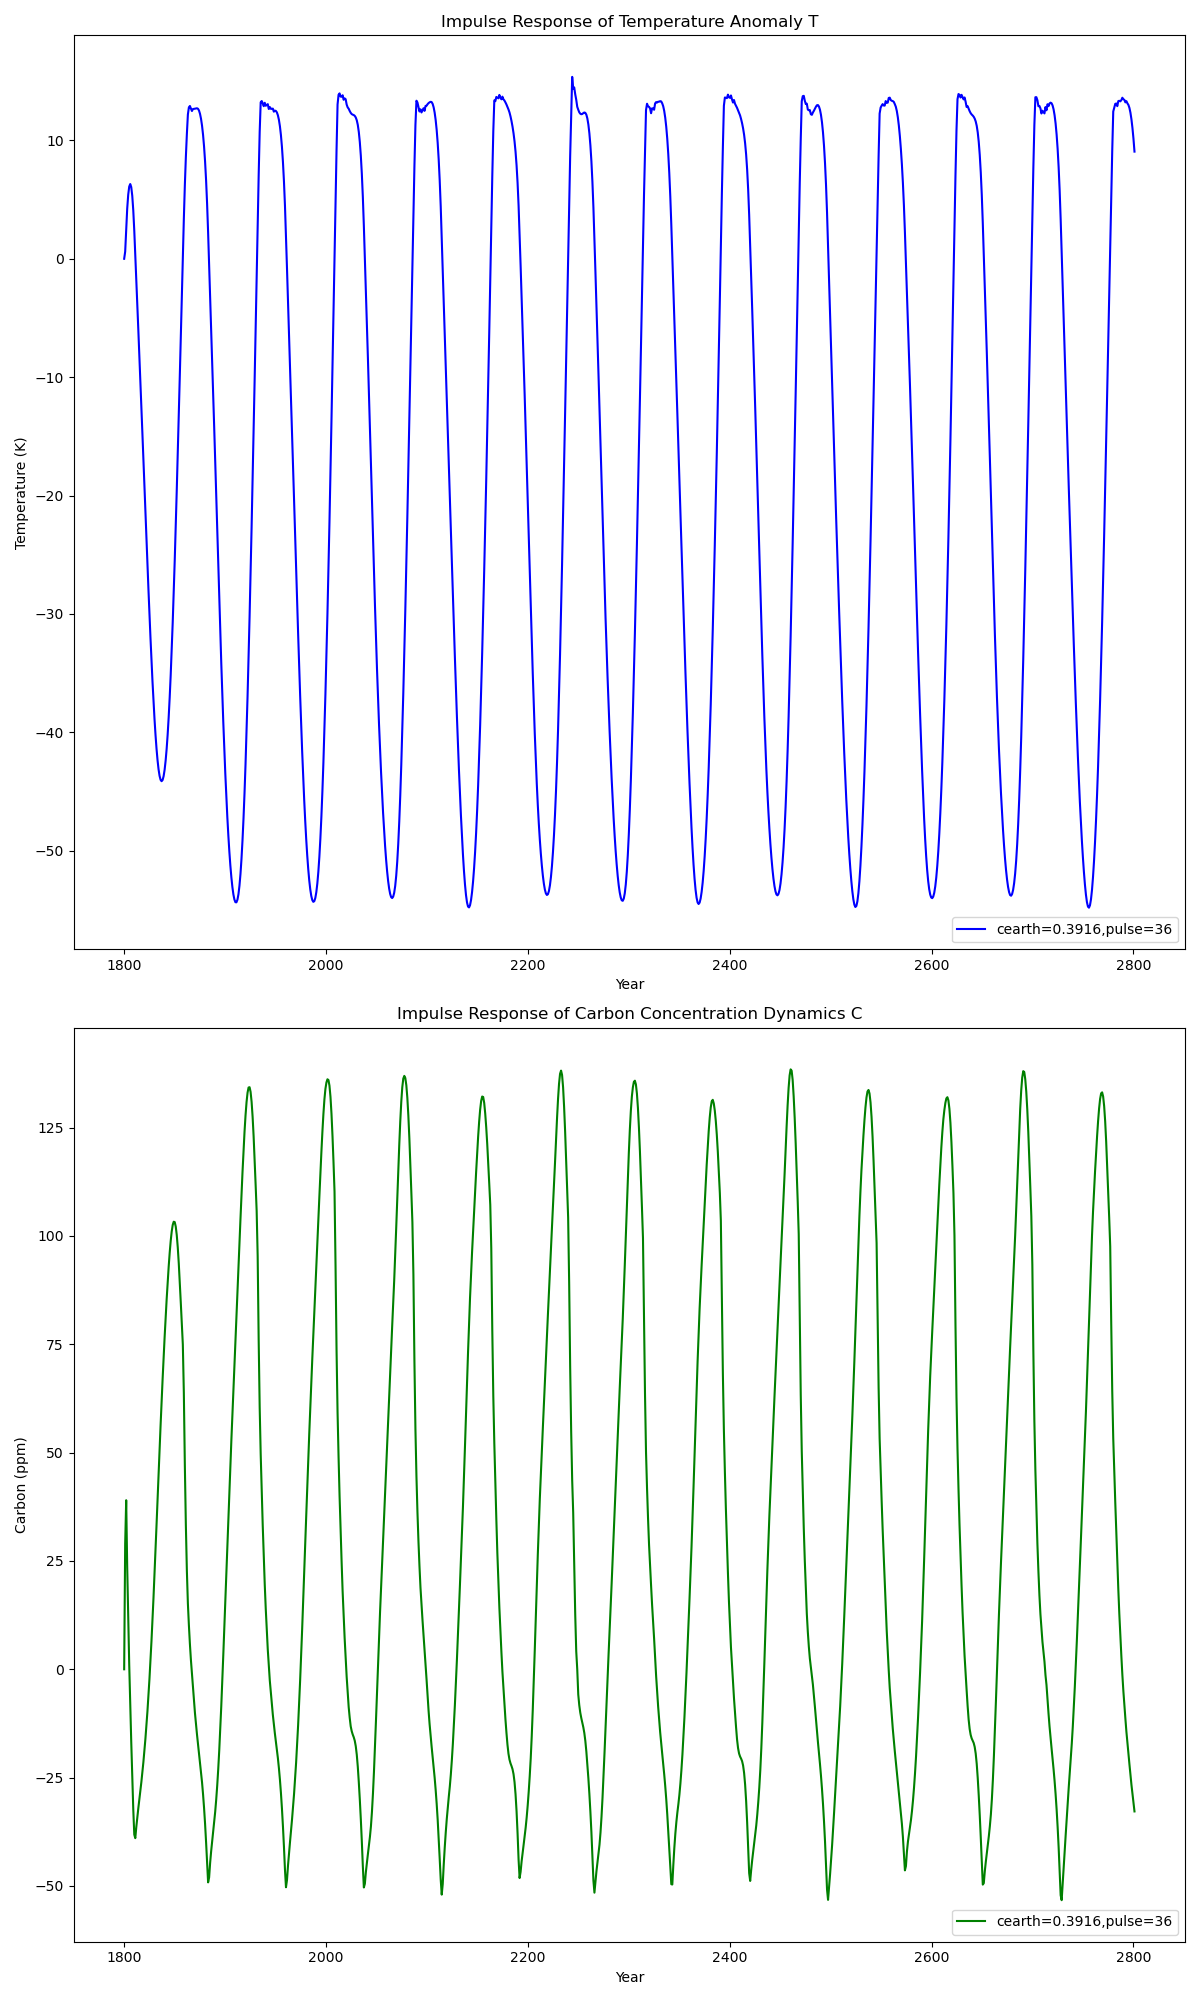 Impulse Response of Temperature Anomaly T
10
0
−10
−20
−30
−40
−50
Temperature (K)
cearth=0.3916,pulse=36
1800 2000 2200 2400 2600 2800
Year
Impulse Response of Carbon Concentration Dynamics C
125
100
75
50
25
0
−25
−50
Carbon (ppm)
cearth=0.3916,pulse=36
1800 2000 2200 2400 2600 2800
Year